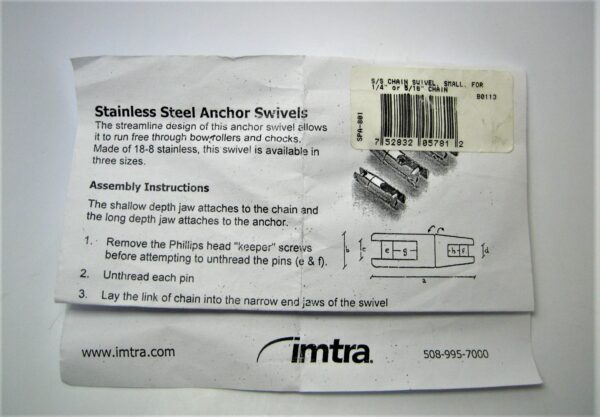 S/S CHAIN SWIVEL, SMALL, FOR
1/4" or 5/16" CHAIN
90113
SPA-801
7 52832 05781 2
Stainless Steel Anchor Swivels
The streamline design of this anchor swivel allows
it to run free through bowrollers and chocks.
Made of 18-8 stainless, this swivel is available in
three sizes.
Assembly Instructions
The shallow depth jaw attaches to the chain and
the long depth jaw attaches to the anchor.
1. Remove the Phillips head "keeper" screws
before attempting to unthread the pins (e & f).
2. Unthread each pin
3. Lay the link of chain into the narrow end jaws of the swivel
b c e g h f d
a
www.imtra.com
imtra.
508-995-7000